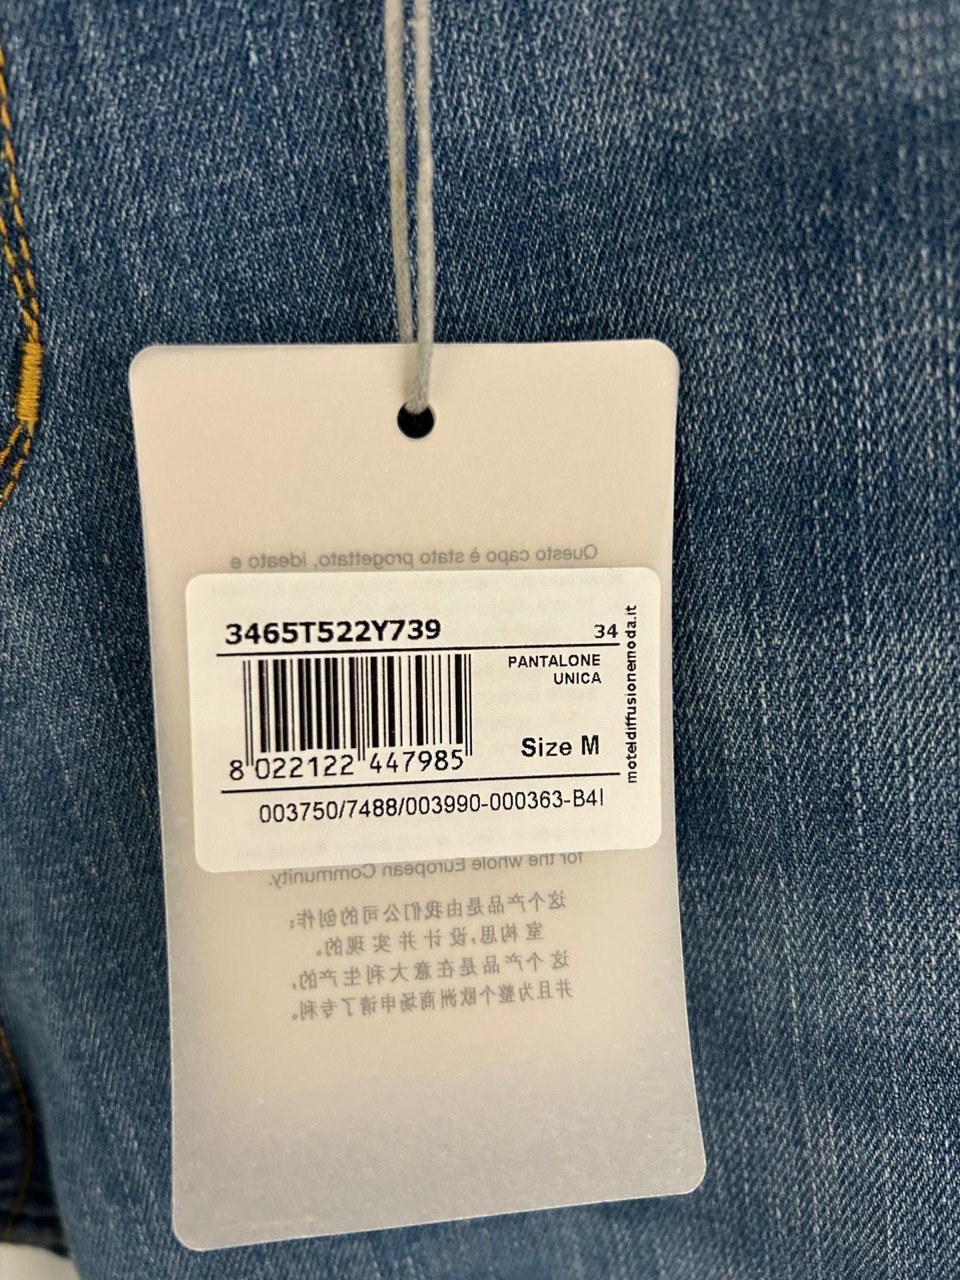 Questo capo è stato progettato, ideato e
3465T522Y739 34
PANTALONE
UNICA
Size M
moteldiffusionemoda.it
8 022122 447985
003750/7488/003990-000363-B4I
for the whole European Community.
这个产品是由我们公司的创作：
室 构思,设 计 并 实 现的。
这 个 产 品 是 在 意 大 利 生 产 的,
并且为整个欧洲商场申请了专利。